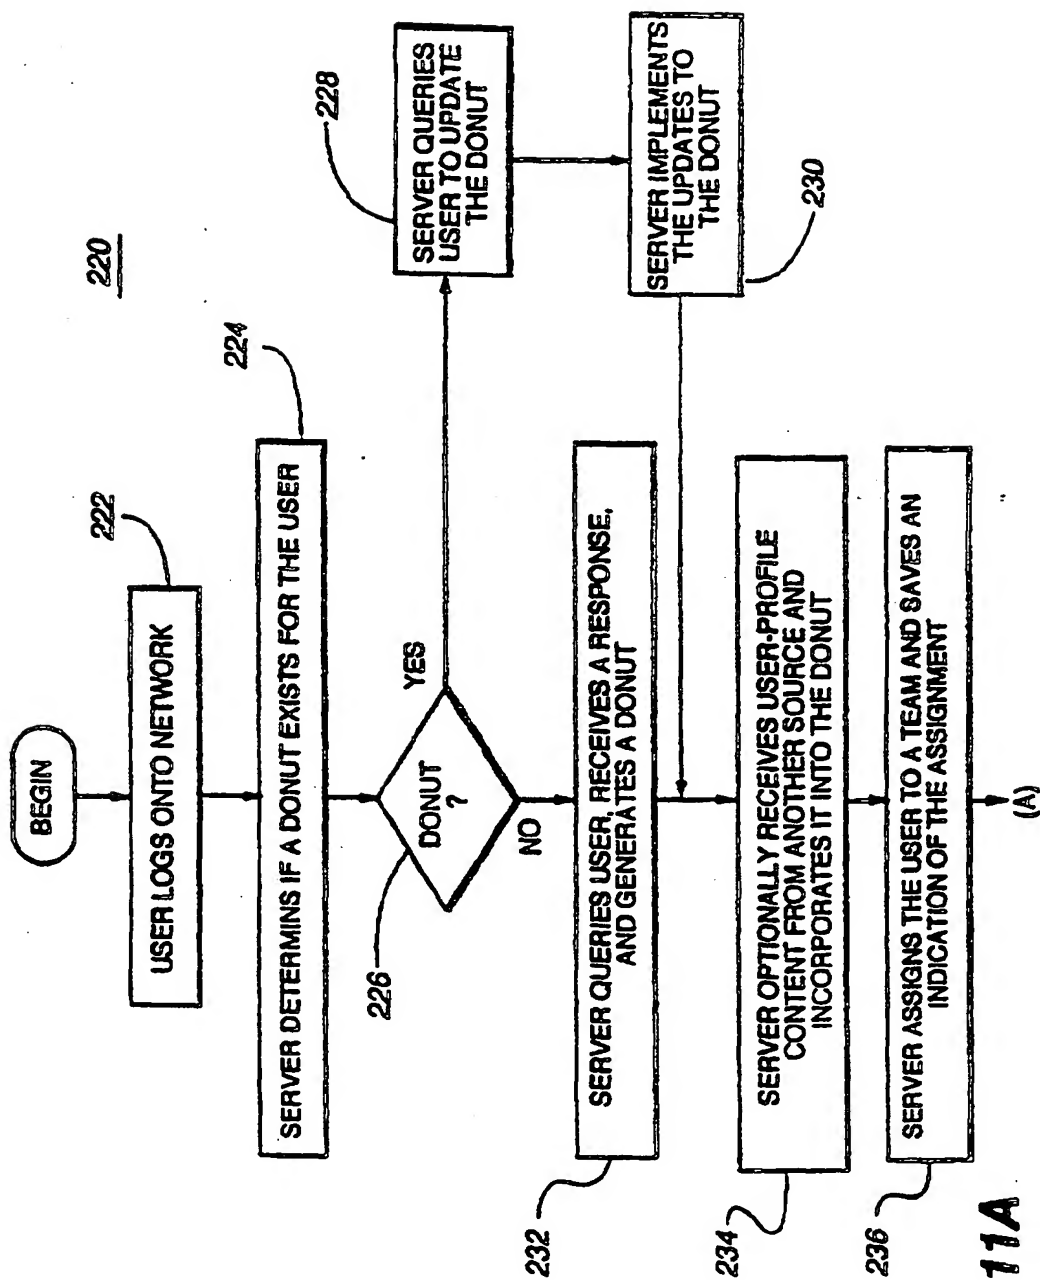 220
BEGIN
222
USER LOGS ONTO NETWORK
224
SERVER DETERMINS IF A DONUT EXISTS FOR THE USER
226
DONUT
?
YES
NO
228
SERVER QUERIES
USER TO UPDATE
THE DONUT
SERVER IMPLEMENTS
THE UPDATES TO
THE DONUT
230
232
SERVER QUERIES USER, RECEIVES A RESPONSE,
AND GENERATES A DONUT
234
SERVER OPTIONALLY RECEIVES USER-PROFILE
CONTENT FROM ANOTHER SOURCE AND
INCORPORATES IT INTO THE DONUT
236
SERVER ASSIGNS THE USER TO A TEAM AND SAVES AN
INDICATION OF THE ASSIGNMENT
(A)
11A